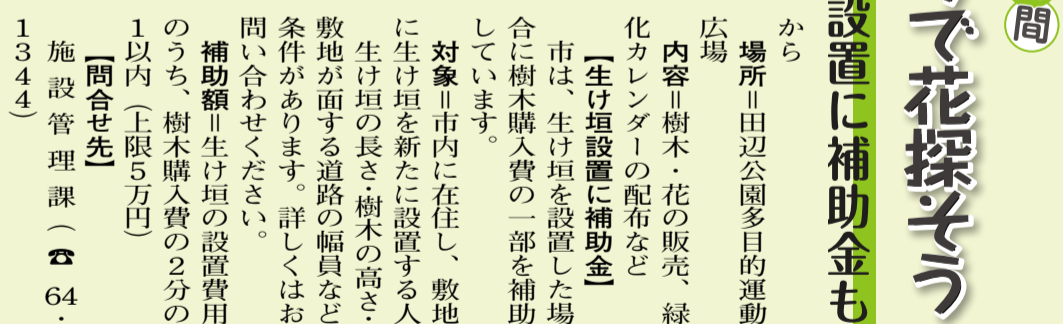 間
で花探そう
設置に補助金も
から
場所＝田辺公園多目的運動
広場
内容＝樹木・花の販売、緑
化カレンダーの配布など
【生け垣設置に補助金】
市は、生け垣を設置した場
合に樹木購入費の一部を補助
しています。
対象＝市内に在住し、敷地
に生け垣を新たに設置する人
生け垣の長さ・樹木の高さ・
敷地が面する道路の幅員など
条件があります。詳しくはお
問い合わせください。
補助額＝生け垣の設置費用
のうち、樹木購入費の２分の
１以内（上限５万円）
【問合せ先】
施設管理課（☎64・
1344）